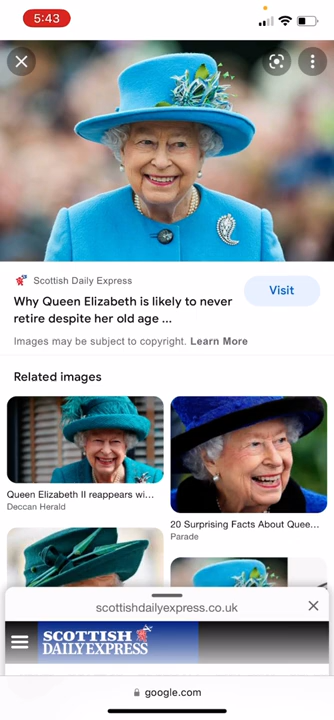 5:43
Scottish Daily Express
Visit
Why Queen Elizabeth is likely to never
retire despite her old age ...
Images may be subject to copyright. Learn More
Related images
Queen Elizabeth II reappears wi...
Deccan Herald
20 Surprising Facts About Quee...
Parade
scottishdailyexpress.co.uk
SCOTTISH
DAILY EXPRESS
google.com